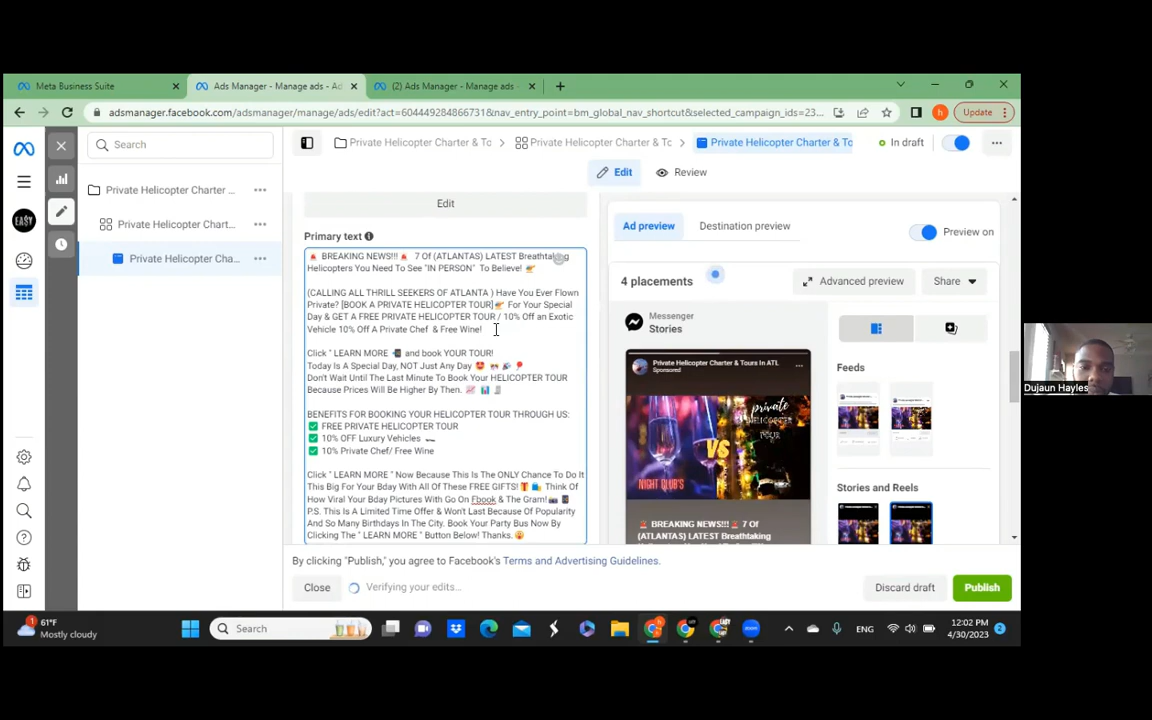 Meta Business Suite
Ads Manager - Manage ads - Ad
(2) Ads Manager - Manage ads -
adsmanager.facebook.com/adsmanager/manage/ads/edit?act=604449284866731&nav_entry_point=bm_global_nav_shortcut&selected_campaign_ids=23...
h
Update
Search
Private Helicopter Charter & Tc
Private Helicopter Charter & Tc
Private Helicopter Charter & To
In draft
Edit
Review
Private Helicopter Charter ...
Private Helicopter Chart...
Private Helicopter Cha...
EASY
Edit
Primary text
🚨 BREAKING NEWS!!! 🚨 7 Of (ATLANTAS) LATEST Breathtaking
Helicopters You Need To See "IN PERSON" To Believe! 🚁
(CALLING ALL THRILL SEEKERS OF ATLANTA ) Have You Ever Flown
Private? [BOOK A PRIVATE HELICOPTER TOUR]🚁 For Your Special
Day & GET A FREE PRIVATE HELICOPTER TOUR / 10% Off an Exotic
Vehicle 10% Off A Private Chef & Free Wine!
Click " LEARN MORE 📲 and book YOUR TOUR!
Today Is A Special Day, NOT Just Any Day
Don't Wait Until The Last Minute To Book Your HELICOPTER TOUR
Because Prices Will Be Higher By Then.
BENEFITS FOR BOOKING YOUR HELICOPTER TOUR THROUGH US:
✅ FREE PRIVATE HELICOPTER TOUR
✅ 10% OFF Luxury Vehicles
✅ 10% Private Chef/ Free Wine
Click " LEARN MORE " Now Because This Is The ONLY Chance To Do It
This Big For Your Bday With All Of These FREE GIFTS! 🎁 🛍 Think Of
How Viral Your Bday Pictures With Go On Fbook & The Gram!
P.S. This Is A Limited Time Offer & Won't Last Because Of Popularity
And So Many Birthdays In The City. Book Your Party Bus Now By
Clicking The " LEARN MORE " Button Below! Thanks.
Ad preview
Destination preview
Preview on
4 placements
Advanced preview
Share
Messenger
Stories
Private Helicopter Charter & Tours In ATL
Sponsored
private
HELICOPTER
TOUR
VS
NIGHT CLUB'S
🚨 BREAKING NEWS!!! 🚨 7 Of
(ATLANTAS) LATEST Breathtaking
Feeds
Stories and Reels
By clicking "Publish," you agree to Facebook's Terms and Advertising Guidelines.
Close
Verifying your edits...
Discard draft
Publish
Dujaun Hayles
1
61°F
Mostly cloudy
Search
ENG
12:02 PM
4/30/2023
2